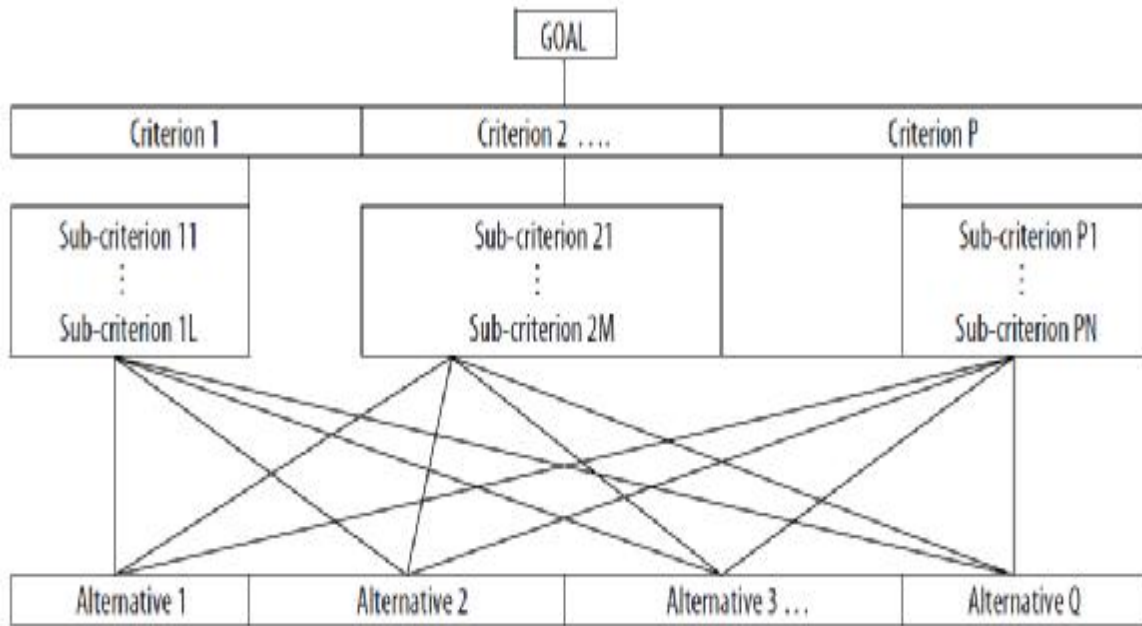 GOAL
Criterion 1
Criterion 2 ....
Criterion P
Sub-criterion 11
⋮
Sub-criterion 1L
Sub-criterion 21
⋮
Sub-criterion 2M
Sub-criterion P1
⋮
Sub-criterion PN
Alternative 1
Alternative 2
Alternative 3 ...
Alternative Q